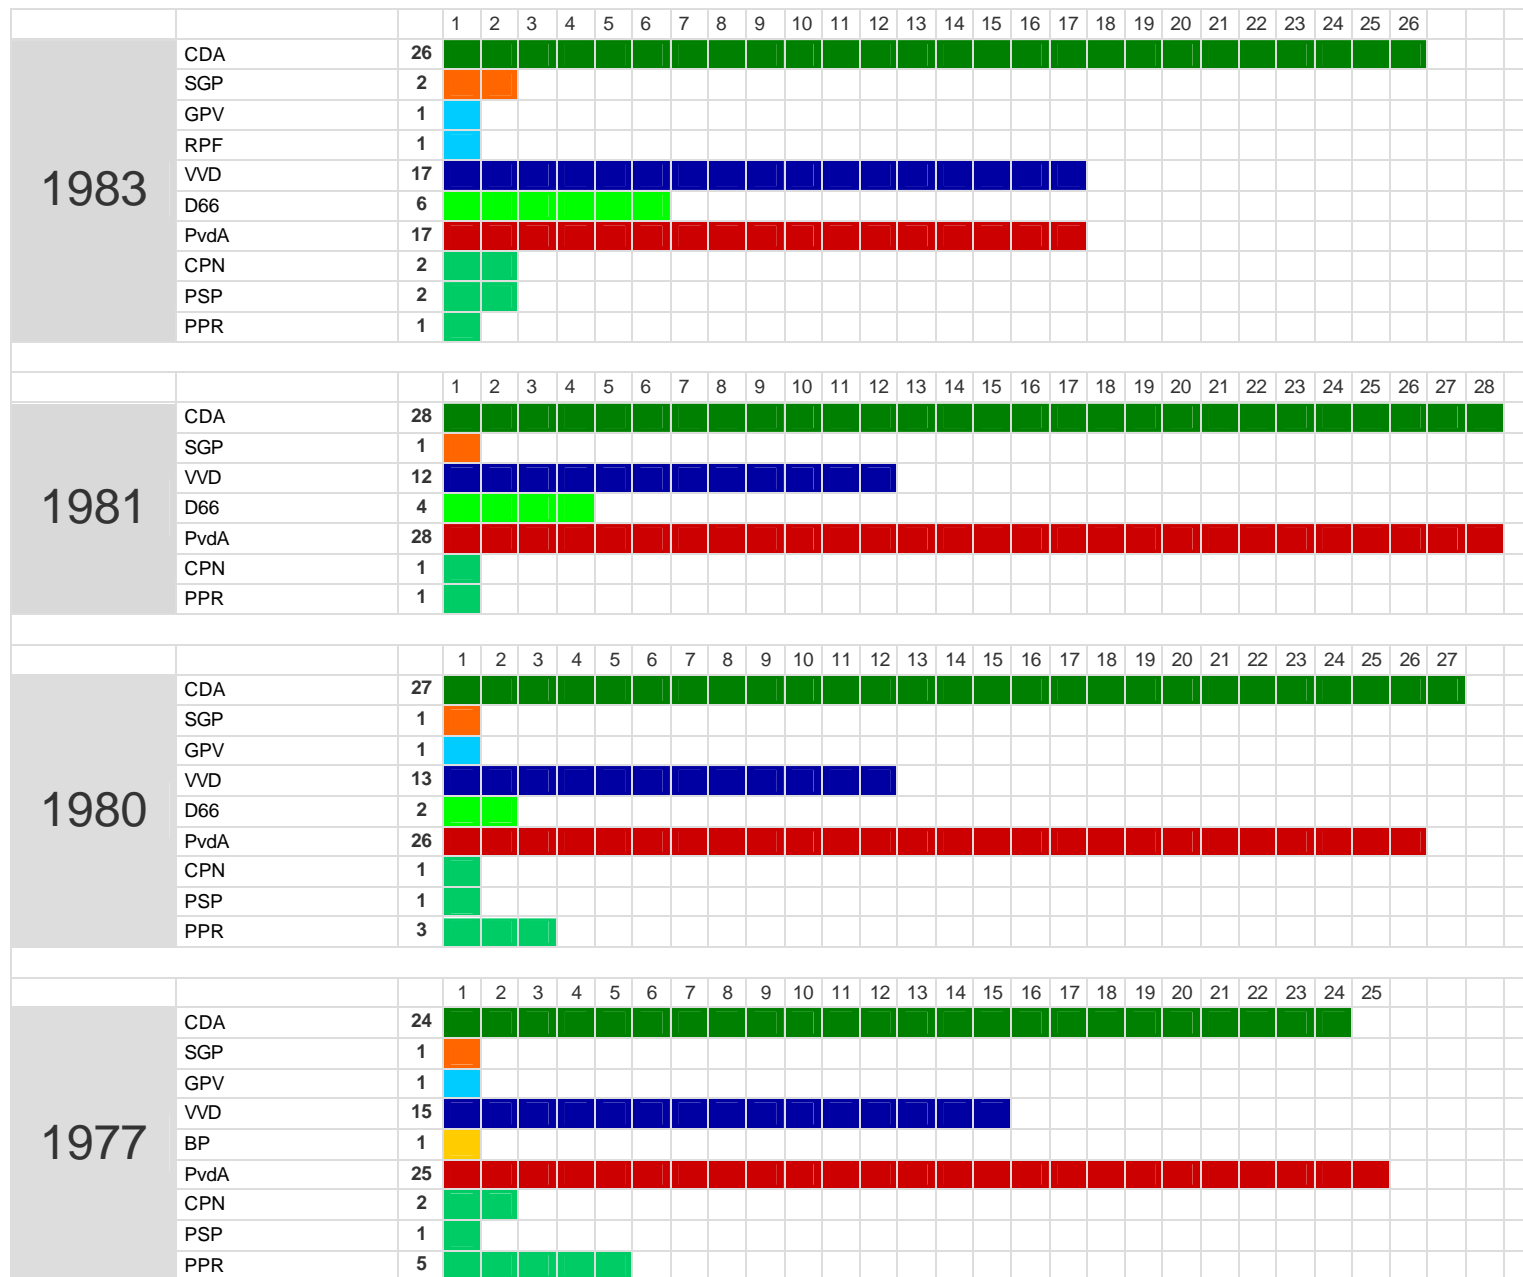 1 2 3 4 5 6 7 8 9 10 11 12 13 14 15 16 17 18 19 20 21 22 23 24 25 26
1983
CDA 26
SGP 2
GPV 1
RPF 1
VVD 17
D66 6
PvdA 17
CPN 2
PSP 2
PPR 1
1 2 3 4 5 6 7 8 9 10 11 12 13 14 15 16 17 18 19 20 21 22 23 24 25 26 27 28
1981
CDA 28
SGP 1
VVD 12
D66 4
PvdA 28
CPN 1
PPR 1
1 2 3 4 5 6 7 8 9 10 11 12 13 14 15 16 17 18 19 20 21 22 23 24 25 26 27
1980
CDA 27
SGP 1
GPV 1
VVD 13
D66 2
PvdA 26
CPN 1
PSP 1
PPR 3
1 2 3 4 5 6 7 8 9 10 11 12 13 14 15 16 17 18 19 20 21 22 23 24 25
1977
CDA 24
SGP 1
GPV 1
VVD 15
BP 1
PvdA 25
CPN 2
PSP 1
PPR 5